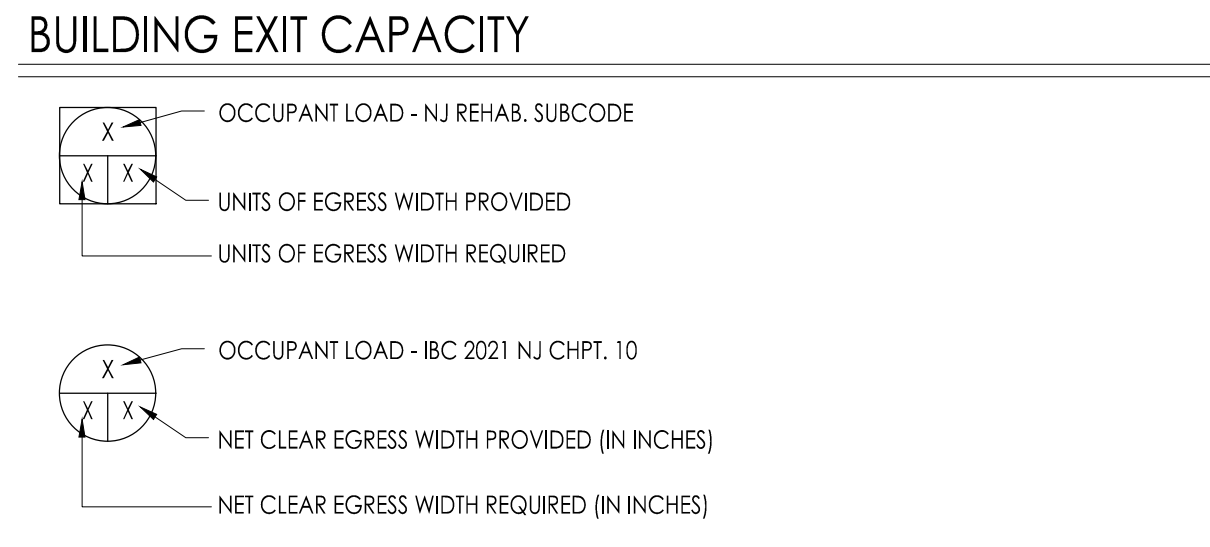 BUILDING EXIT CAPACITY
X
OCCUPANT LOAD - NJ REHAB. SUBCODE
X X
UNITS OF EGRESS WIDTH PROVIDED
UNITS OF EGRESS WIDTH REQUIRED
X
OCCUPANT LOAD - IBC 2021 NJ CHPT. 10
X X
NET CLEAR EGRESS WIDTH PROVIDED (IN INCHES)
NET CLEAR EGRESS WIDTH REQUIRED (IN INCHES)